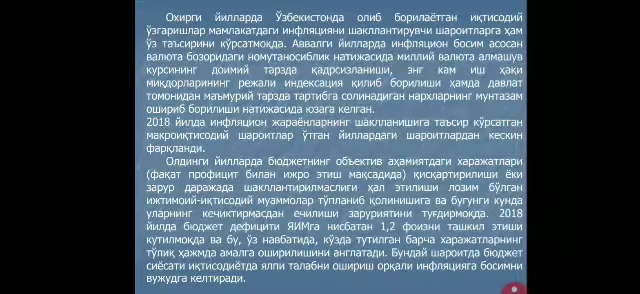 Охирги йилларда Ўзбекистонда олиб борилаётган иқтисодий
ўзгаришлар мамлакатдаги инфляцияни шакллантирувчи шароитларга ҳам
ўз таъсирини кўрсатмоқда. Аввалги йилларда инфляцион босим асосан
валюта бозоридаги номутаносиблик натижасида миллий валюта алмашув
курсининг доимий тарзда қадрсизланиши, энг кам иш ҳақи
миқдорларининг режали индексация қилиб борилиши ҳамда давлат
томонидан маъмурий тарзда тартибга солинадиган нархларнинг мунтазам
ошириб борилиши натижасида юзага келган.
2018 йилда инфляцион жараёнларнинг шаклланишига таъсир кўрсатган
макроиқтисодий шароитлар ўтган йиллардаги шароитлардан кескин
фарқланди.
Олдинги йилларда бюджетнинг объектив аҳамиятдаги харажатлари
(фақат профицит билан ижро этиш мақсадида) қисқартирилиши ёки
зарур даражада шакллантирилмаслиги ҳал этилиши лозим бўлган
ижтимоий-иқтисодий муаммолар тўпланиб қолинишига ва бугунги кунда
уларнинг кечиктирмасдан ечилиши заруриятини туғдирмоқда. 2018
йилда бюджет дефицити ЯИМга нисбатан 1,2 фоизни ташкил этиши
кутилмоқда ва бу, ўз навбатида, кўзда тутилган барча харажатларнинг
тўлиқ ҳажмда амалга оширилишини англатади. Бундай шароитда бюджет
сиёсати иқтисодиётда ялпи талабни ошириш орқали инфляцияга босимни
вужудга келтиради.